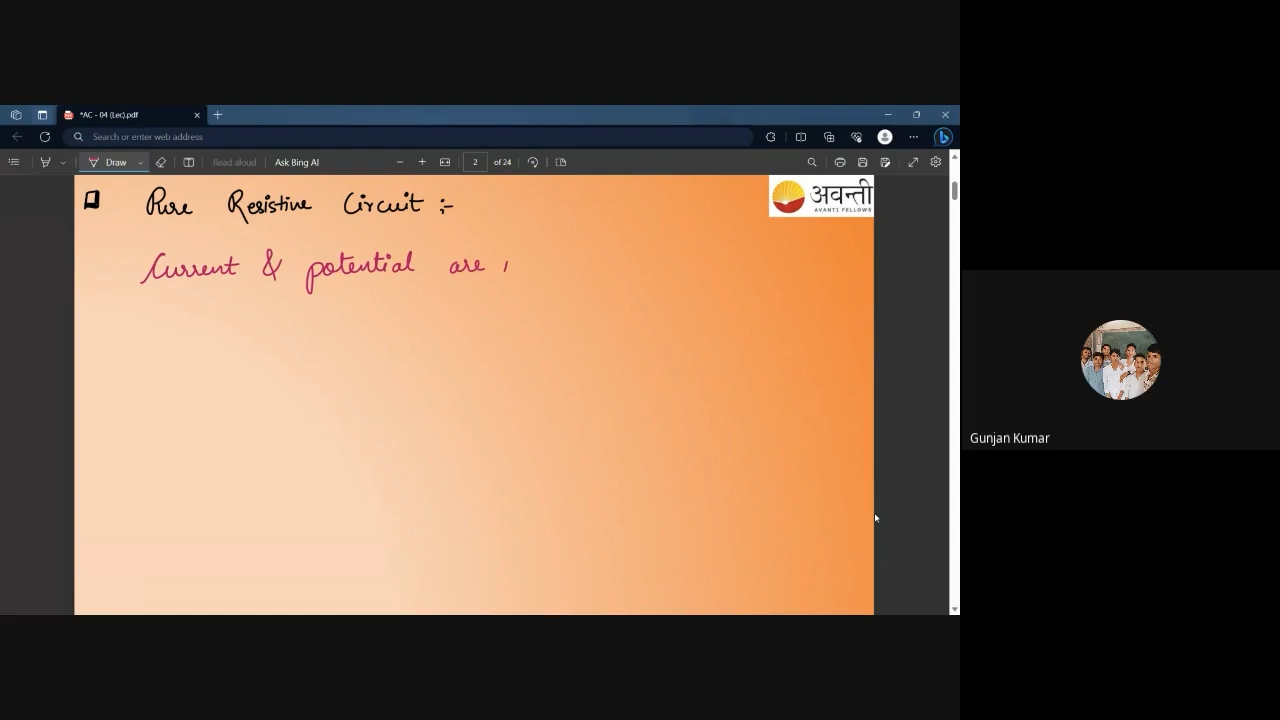 *AC - 04 (Lec).pdf
Search or enter web address
Draw
Read aloud
Ask Bing AI
2 of 24
Pure Resistive Circuit :-
अवन्ती
AVANTI FELLOWS
Current & potential are
Gunjan Kumar